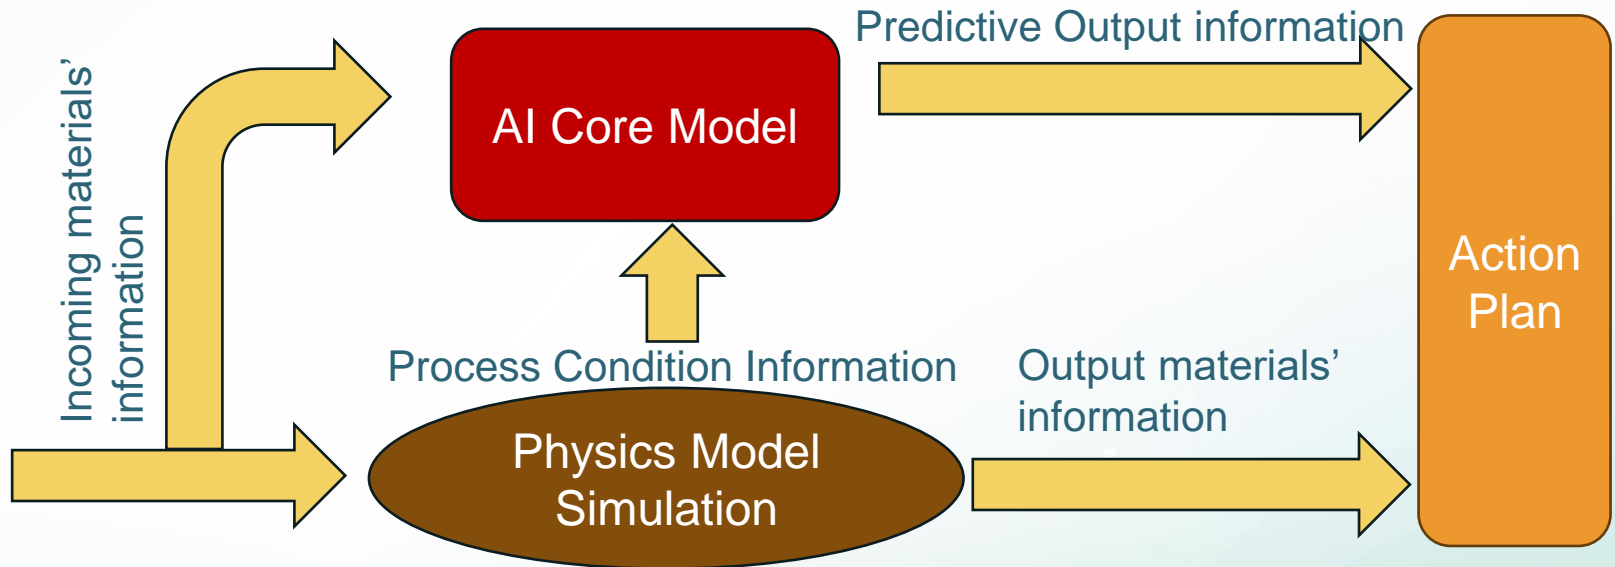 Incoming materials'
information
AI Core Model
Predictive Output information
Process Condition Information
Physics Model
Simulation
Output materials'
information
Action
Plan